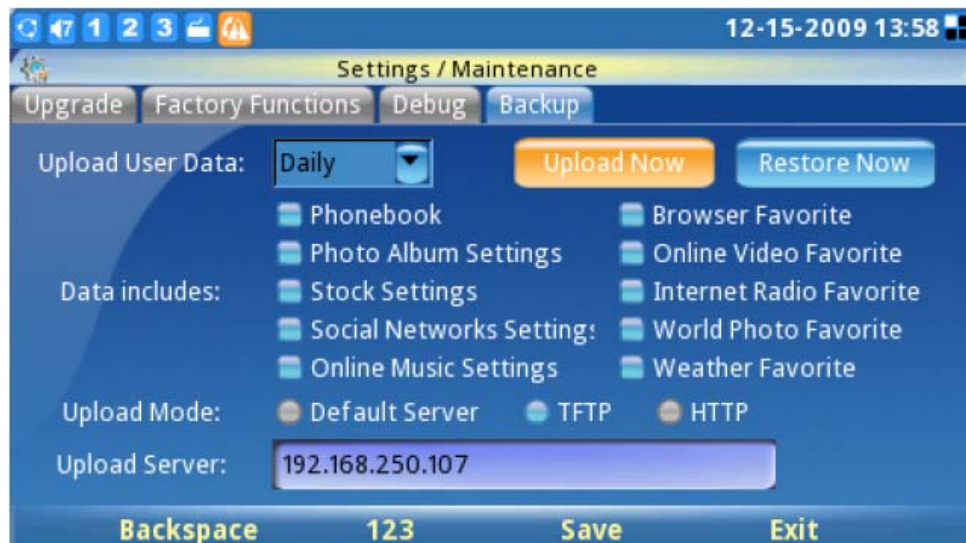 7 1 2 3 12-15-2009 13:58
Settings / Maintenance
Upgrade Factory Functions Debug Backup
Upload User Data: Daily Upload Now Restore Now
Phonebook Browser Favorite
Photo Album Settings Online Video Favorite
Data includes: Stock Settings Internet Radio Favorite
Social Networks Settings World Photo Favorite
Online Music Settings Weather Favorite
Upload Mode: Default Server TFTP HTTP
Upload Server: 192.168.250.107
Backspace 123 Save Exit